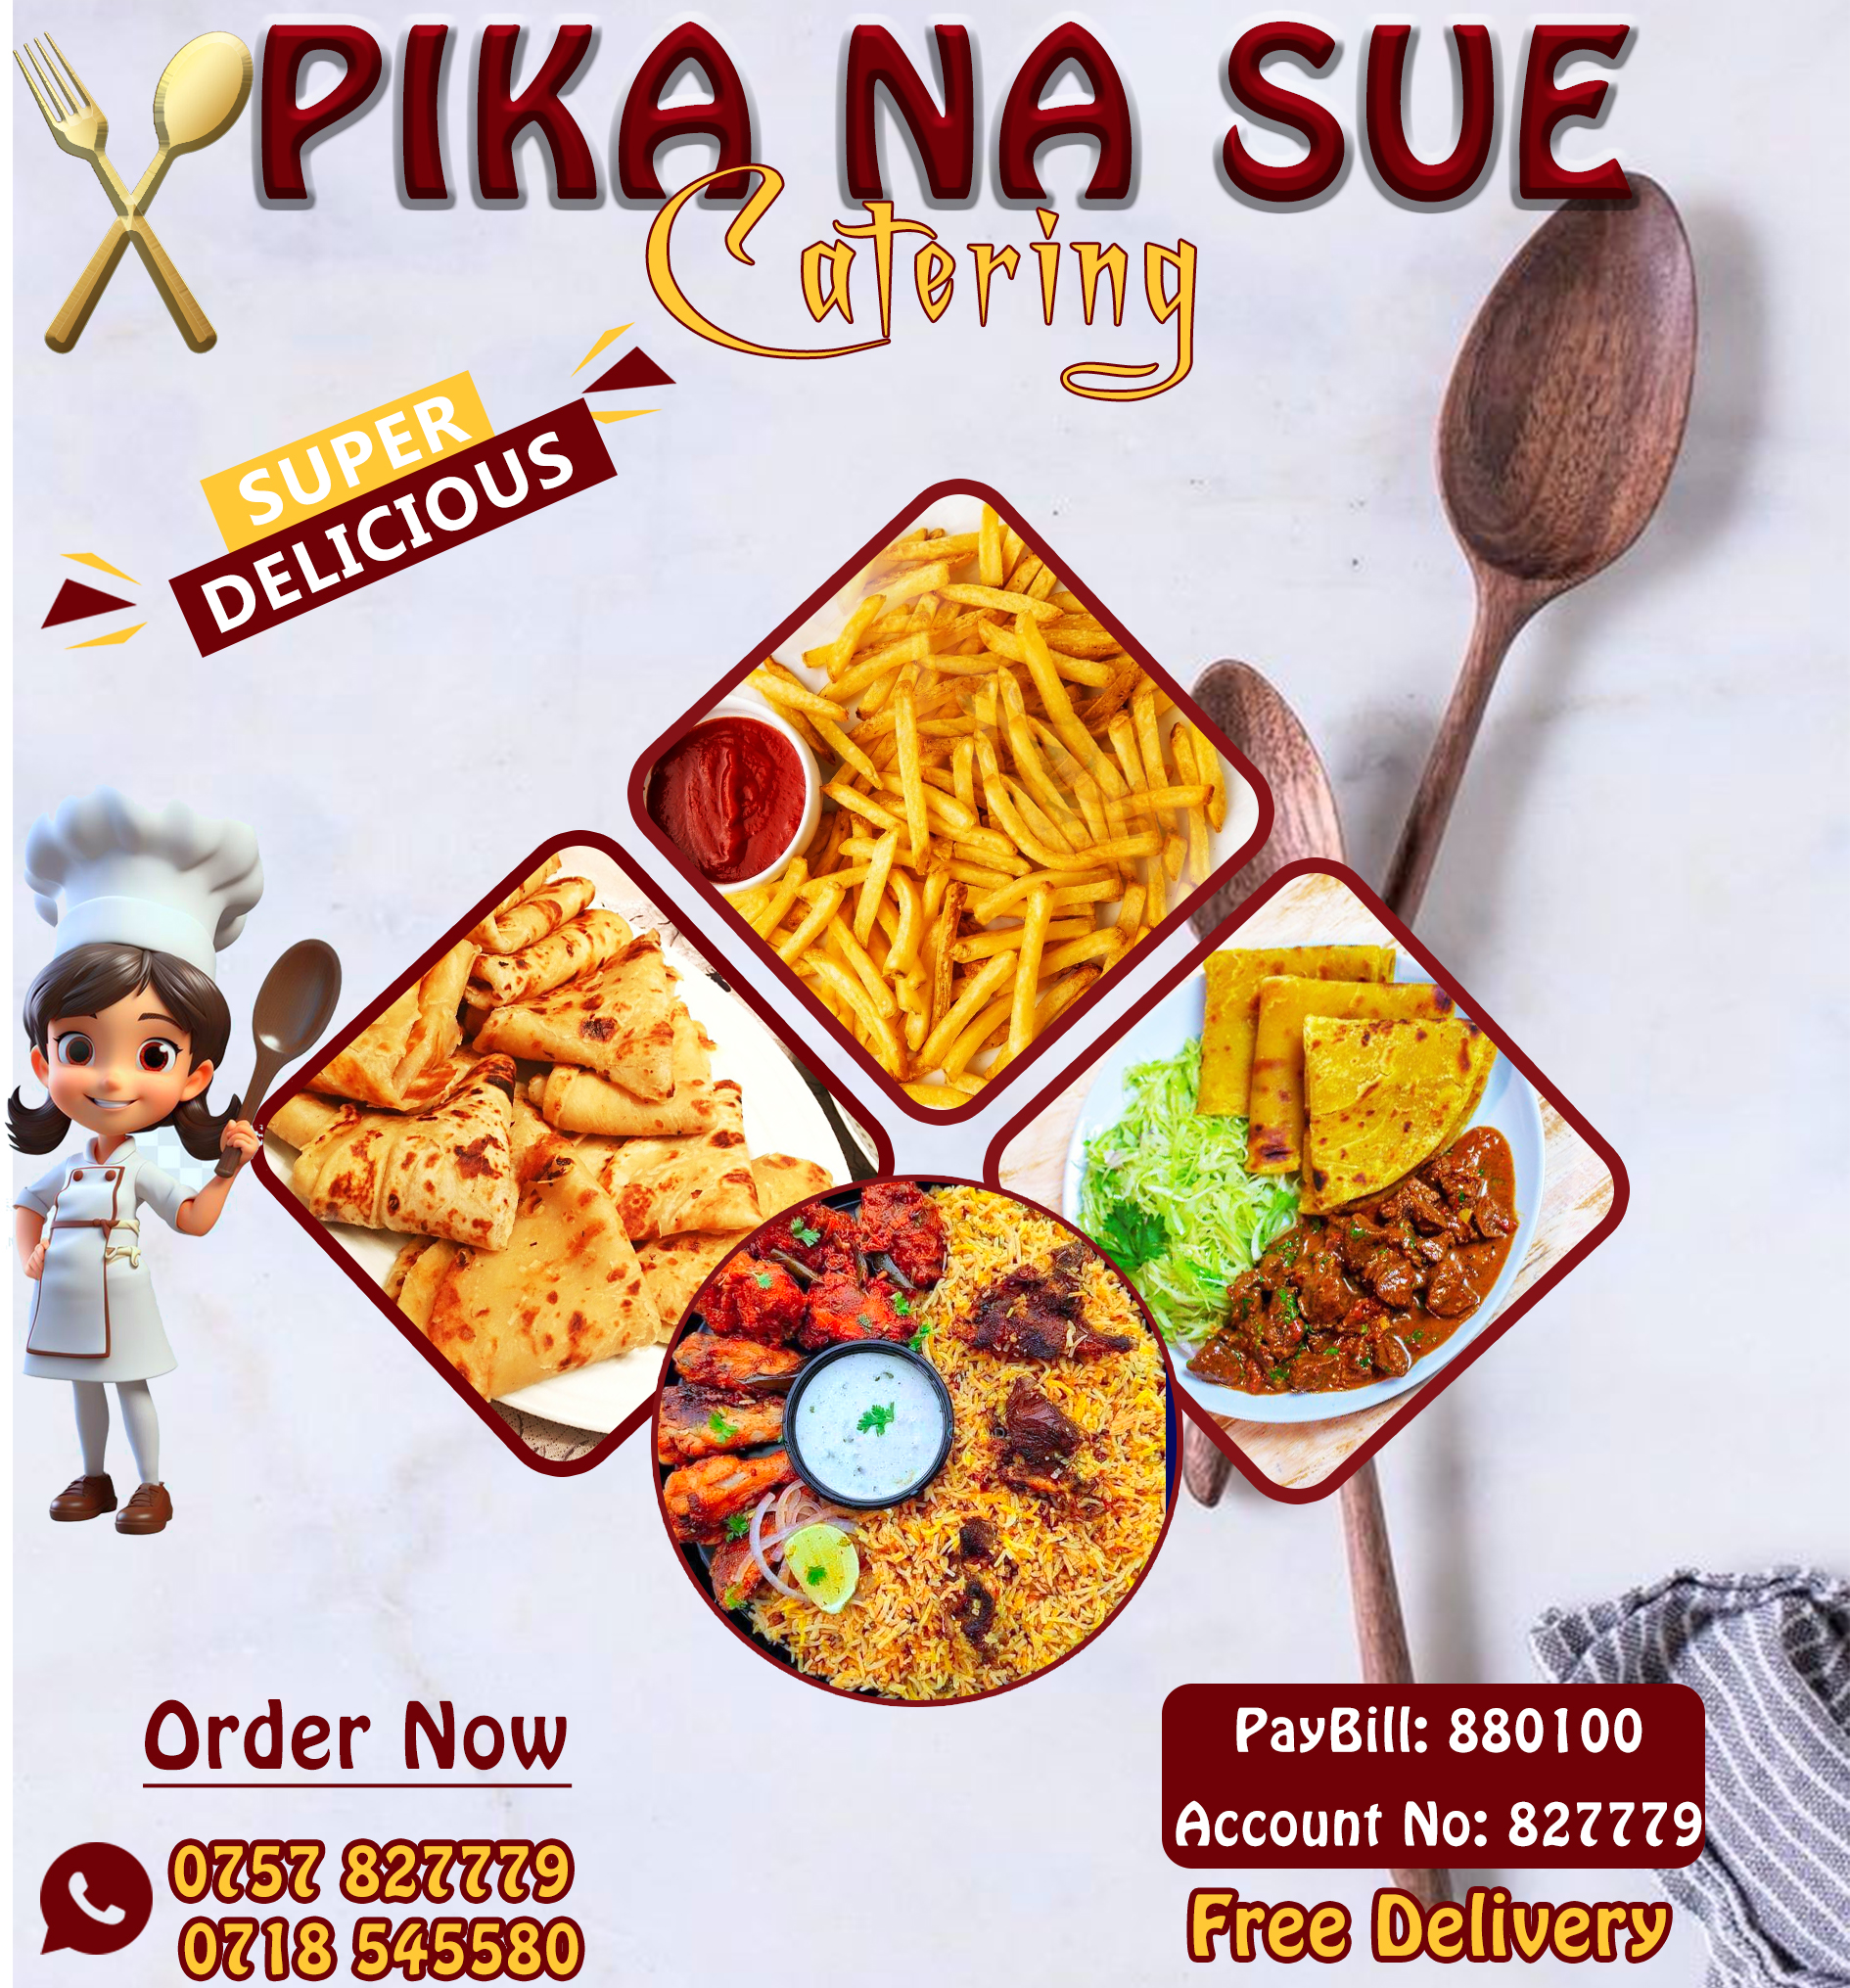 PIKA NA SUE
Catering
SUPER
DELICIOUS
Order Now
0757 827779
0718 545580
PayBill: 880100
Account No: 827779
Free Delivery